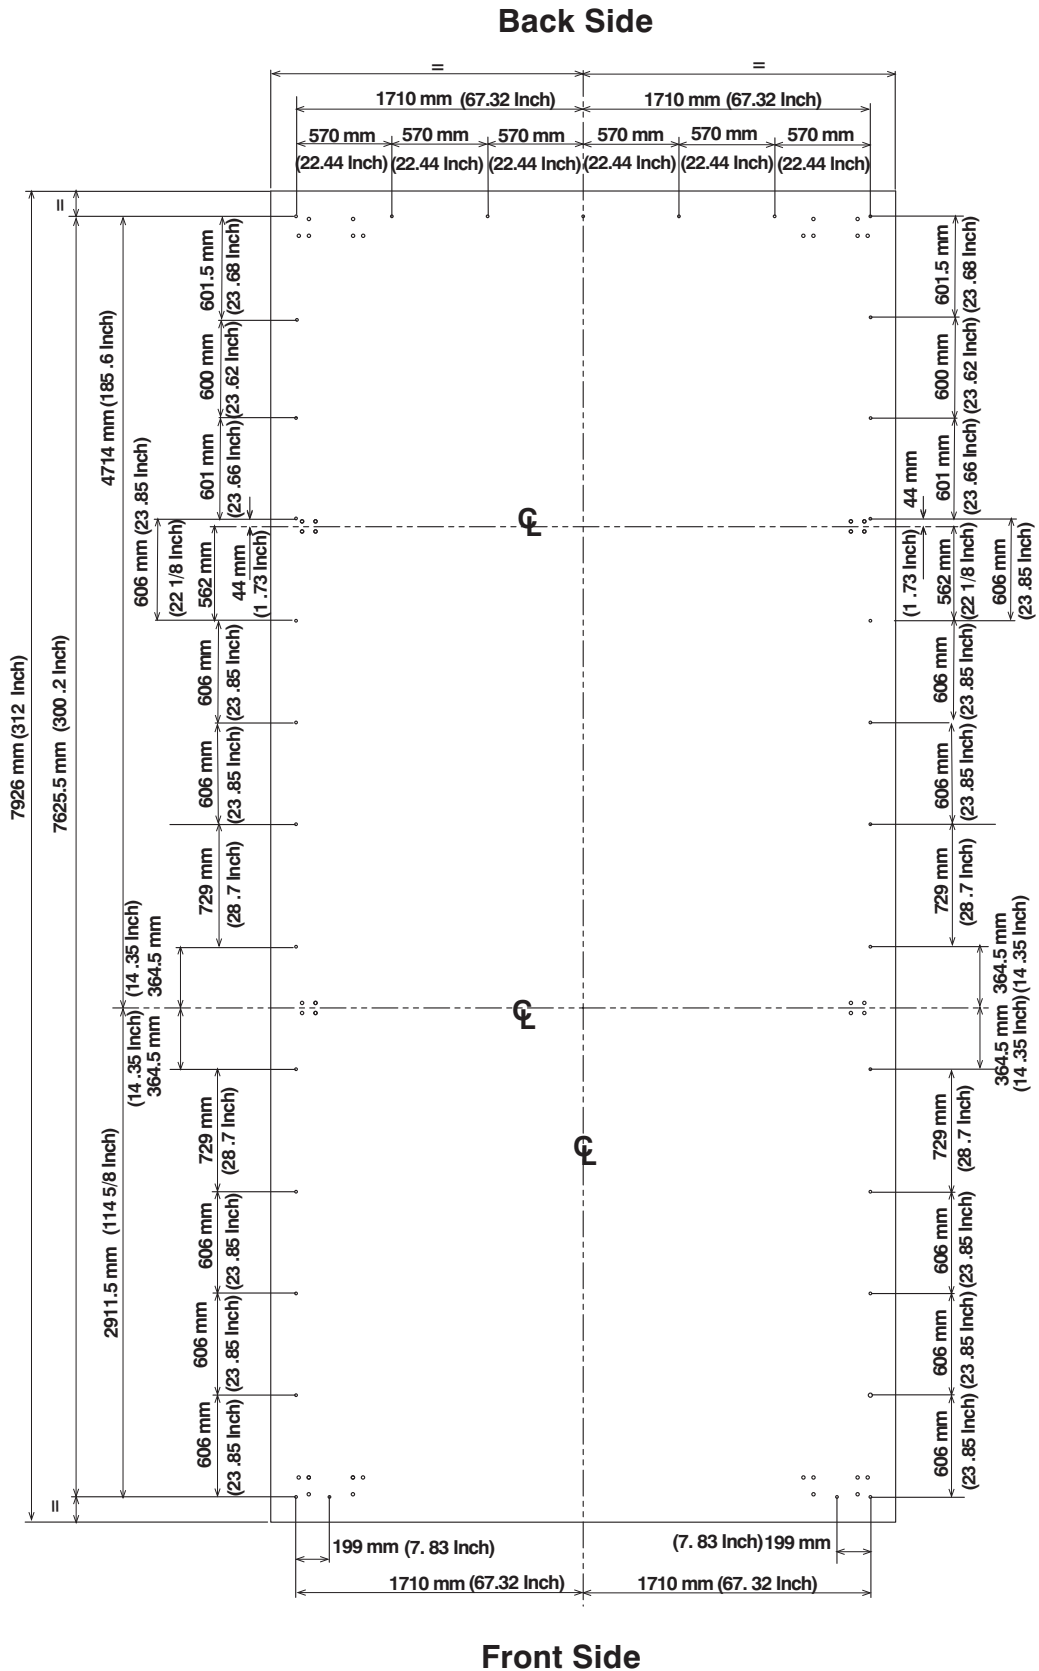 Back Side
=
=
1710 mm (67.32 Inch)
1710 mm (67.32 Inch)
570 mm
570 mm
570 mm
570 mm
570 mm
570 mm
(22.44 Inch)
(22.44 Inch)
(22.44 Inch)
(22.44 Inch)
(22.44 Inch)
(22.44 Inch)
=
7926 mm (312 Inch)
7625.5 mm (300 .2 Inch)
4714 mm (185 .6 Inch)
601.5 mm
(23 .68 Inch)
600 mm
(23 .62 Inch)
601 mm
(23 .66 Inch)
606 mm (23 .85 Inch)
(22 1/8 Inch)
562 mm
44 mm
(1 .73 Inch)
606 mm
(23 .85 Inch)
606 mm
(23 .85 Inch)
729 mm
(28 .7 Inch)
(14 .35 Inch)
364.5 mm
(14 .35 Inch)
364.5 mm
2911.5 mm (114 5/8 Inch)
729 mm
(28 .7 Inch)
606 mm
(23 .85 Inch)
606 mm
(23 .85 Inch)
606 mm
(23 .85 Inch)
=
℄
℄
℄
601.5 mm
(23 .68 Inch)
600 mm
(23 .62 Inch)
601 mm
(23 .66 Inch)
44 mm
(1 .73 Inch)
562 mm
(22 1/8 Inch)
606 mm
(23 .85 Inch)
606 mm
(23 .85 Inch)
606 mm
(23 .85 Inch)
729 mm
(28 .7 Inch)
364.5 mm
(14 .35 Inch)
364.5 mm
(14 .35 Inch)
729 mm
(28 .7 Inch)
606 mm
(23 .85 Inch)
606 mm
(23 .85 Inch)
606 mm
(23 .85 Inch)
199 mm (7. 83 Inch)
(7. 83 Inch) 199 mm
1710 mm (67.32 Inch)
1710 mm (67. 32 Inch)
Front Side